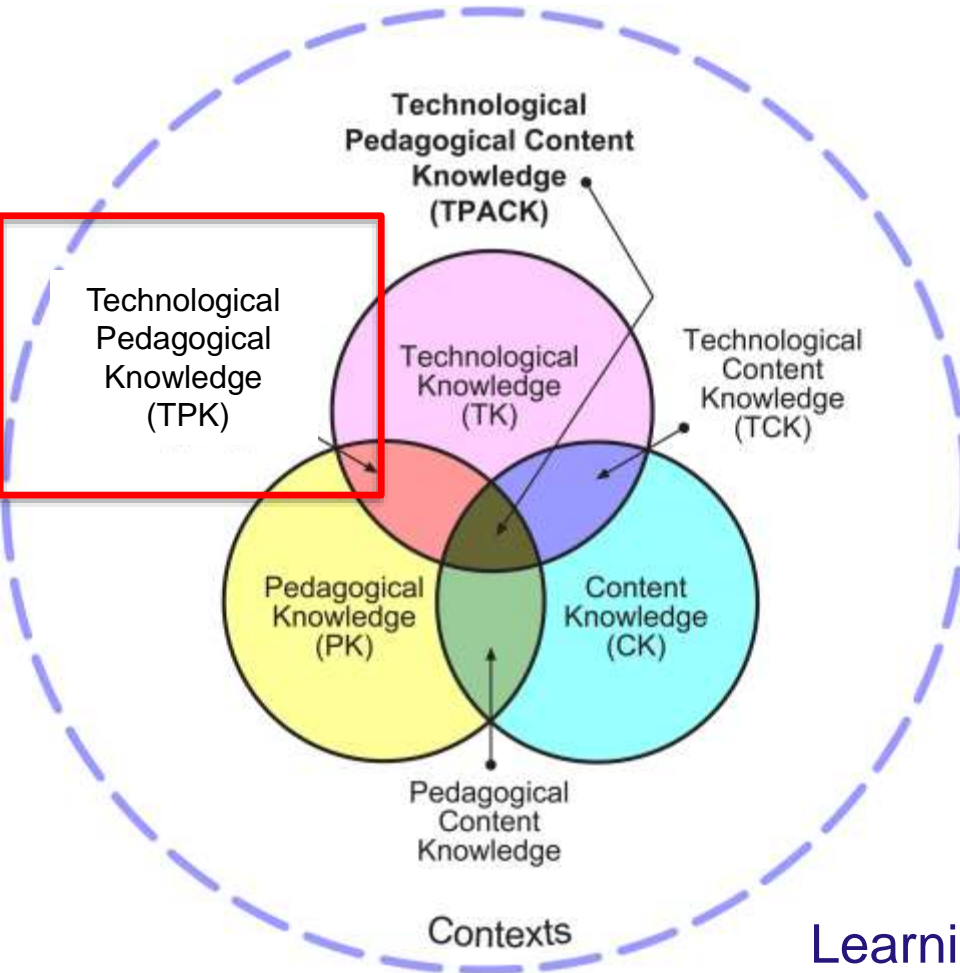 Technological
Pedagogical Content
Knowledge
(TPACK)
Technological
Pedagogical
Knowledge
(TPK)
Technological
Knowledge
(TK)
Technological
Content
Knowledge
(TCK)
Pedagogical
Knowledge
(PK)
Content
Knowledge
(CK)
Pedagogical
Content
Knowledge
Contexts
Learni